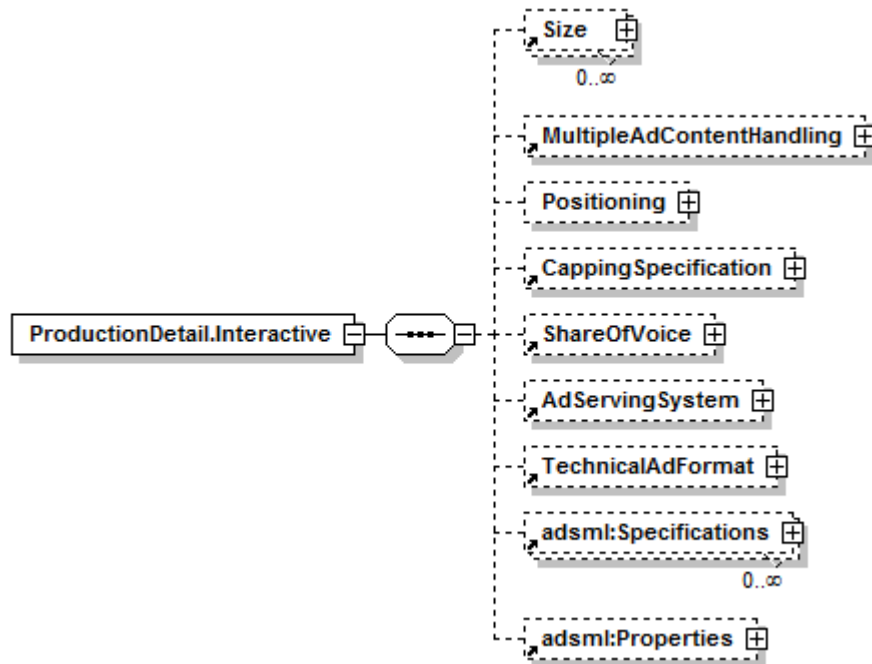 Size
0..∞
MultipleAdContentHandling
Positioning
CappingSpecification
ProductionDetail.Interactive
ShareOfVoice
AdServingSystem
TechnicalAdFormat
adsml:Specifications
0..∞
adsml:Properties